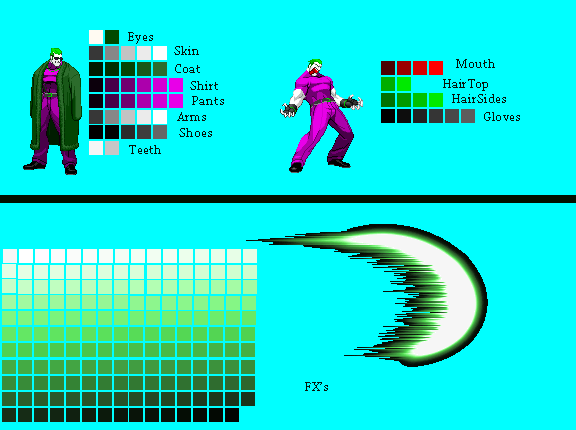 Eyes
Skin
Coat
Shirt
Pants
Arms
Shoes
Teeth
Mouth
HairTop
HairSides
Gloves
FX's